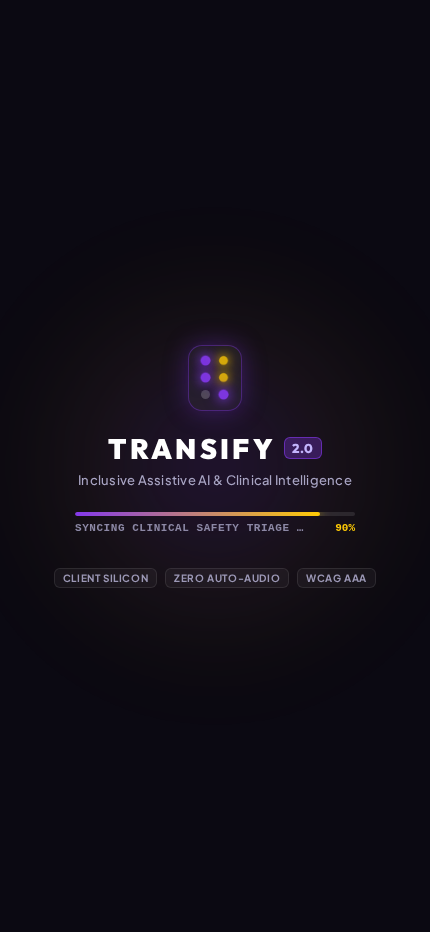 TRANSIFY 2.0
Inclusive Assistive AI & Clinical Intelligence
SYNCING CLINICAL SAFETY TRIAGE … 90%
CLIENT SILICON ZERO AUTO-AUDIO WCAG AAA